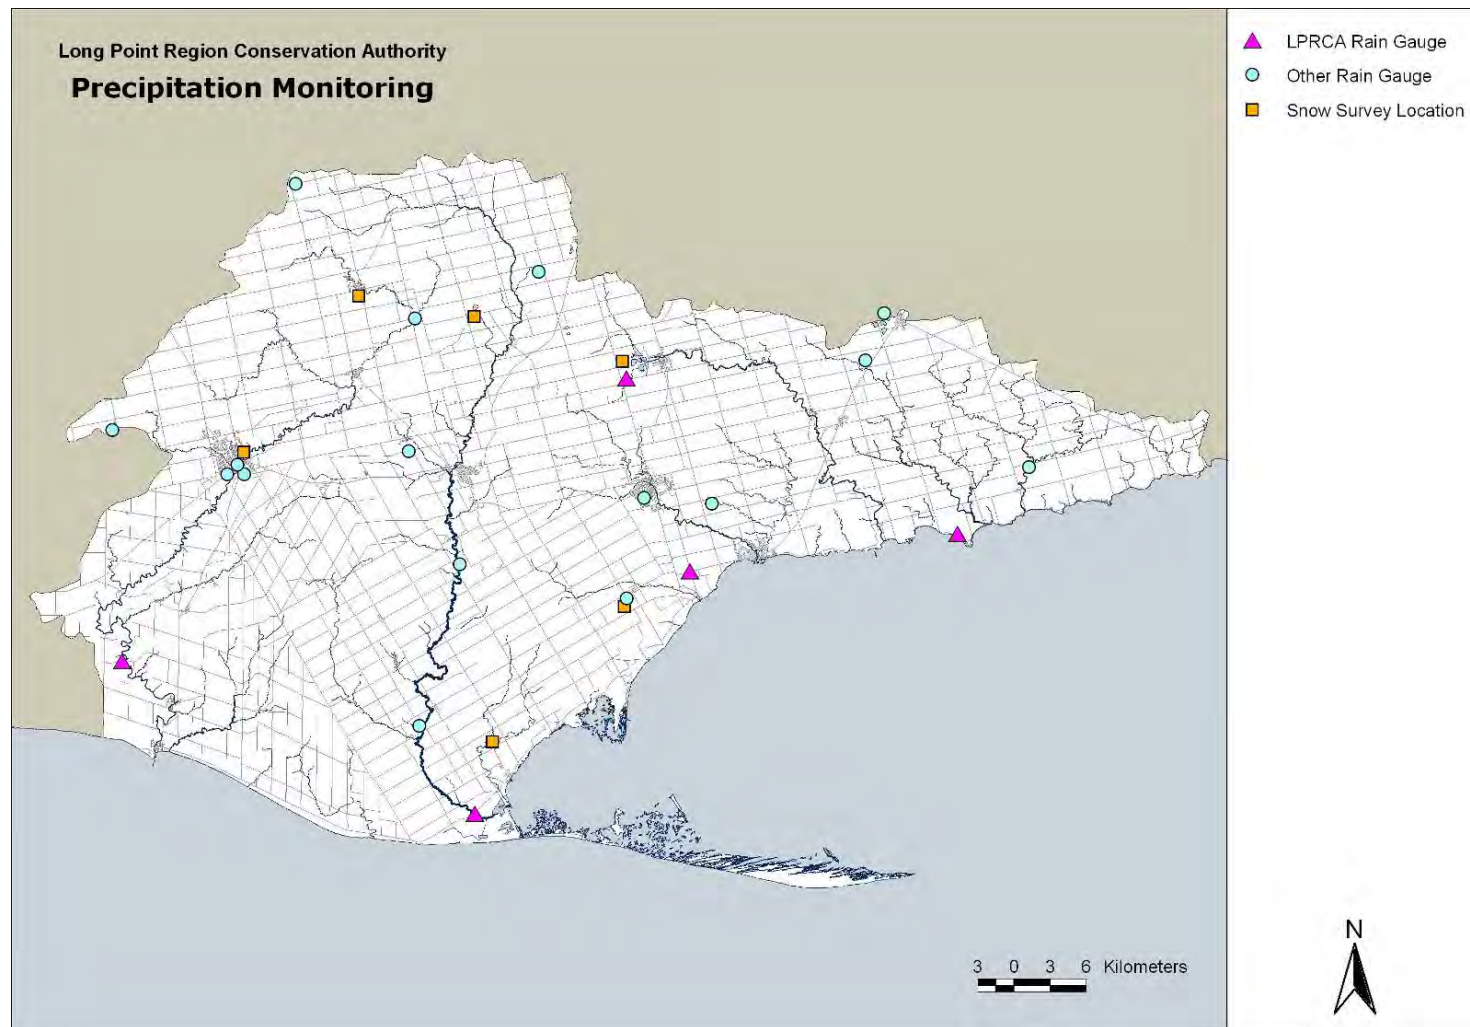 Long Point Region Conservation Authority
Precipitation Monitoring
LPRCA Rain Gauge
Other Rain Gauge
Snow Survey Location
N
3 0 3 6 Kilometers